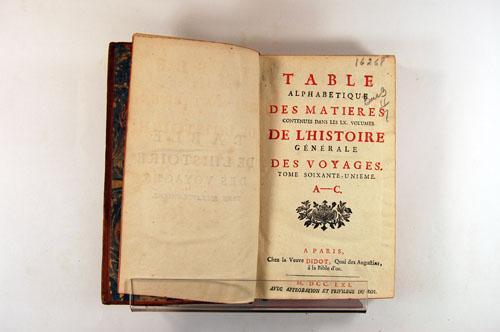 16268
TABLE
ALPHABETIQUE
DES MATIERES
CONTENUES DANS LES LX. VOLUMES
DE L'HISTOIRE
GÉNÉRALE
DES VOYAGES.
TOME SOIXANTE-UNIEME.
A—C.
A PARIS,
Chez la Veuve DIDOT, Quai des Augustins,
à la Bible d'or.
M. DCC. LXI.
AVEC APPROBATION ET PRIVILEGE DU ROI.